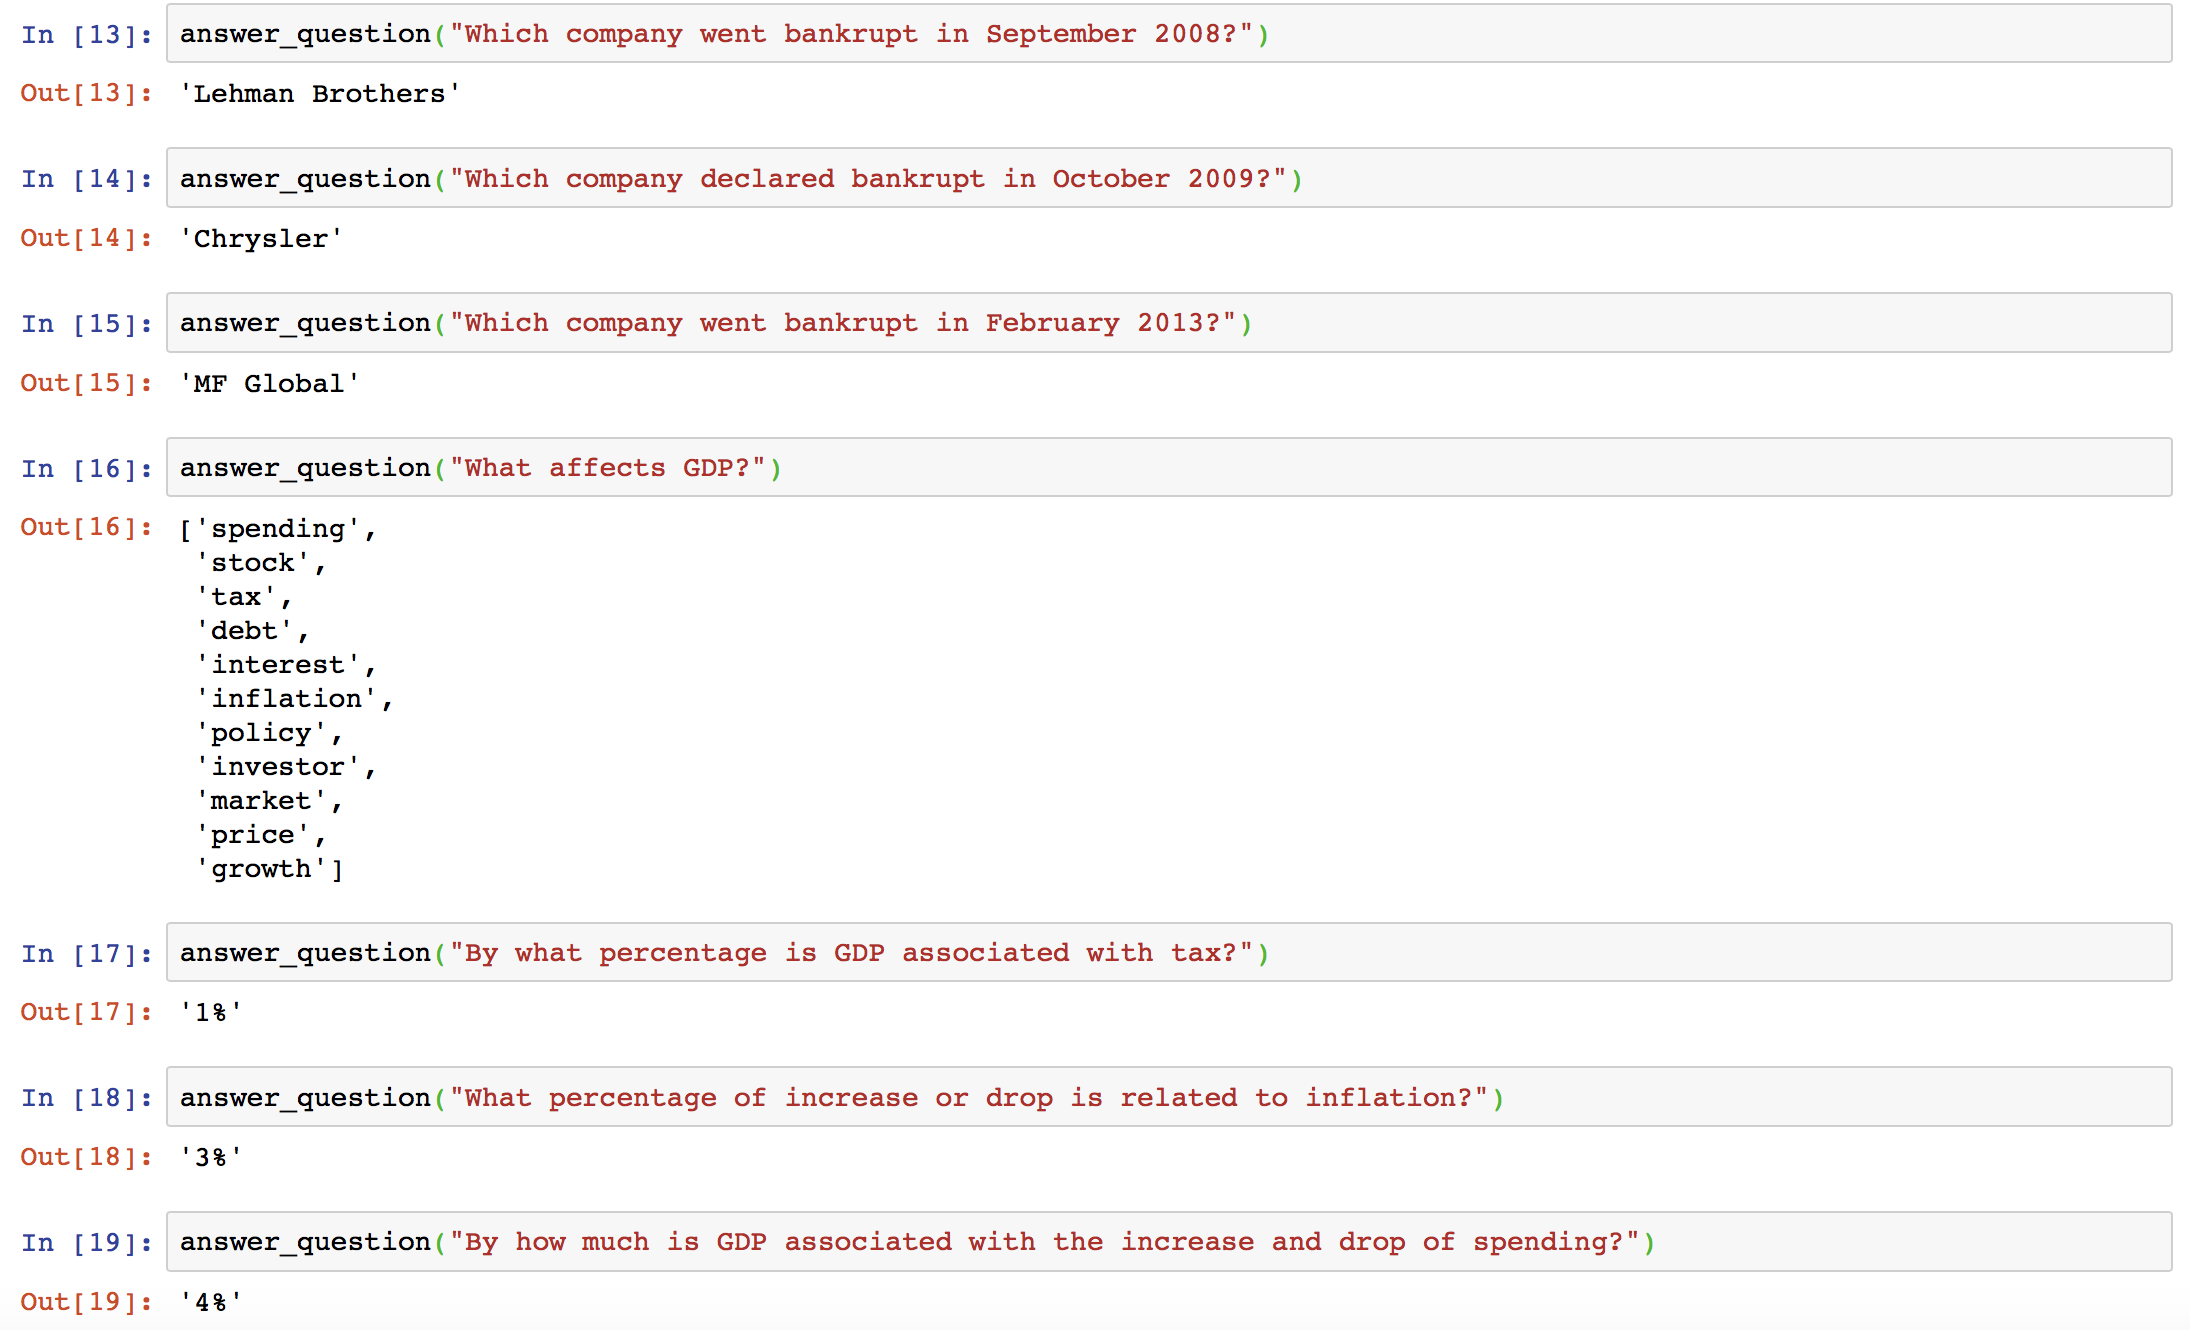 In [13]: answer_question("Which company went bankrupt in September 2008?")
Out[13]: 'Lehman Brothers'
In [14]: answer_question("Which company declared bankrupt in October 2009?")
Out[14]: 'Chrysler'
In [15]: answer_question("Which company went bankrupt in February 2013?")
Out[15]: 'MF Global'
In [16]: answer_question("What affects GDP?")
Out[16]: ['spending',
'stock',
'tax',
'debt',
'interest',
'inflation',
'policy',
'investor',
'market',
'price',
'growth']
In [17]: answer_question("By what percentage is GDP associated with tax?")
Out[17]: '1%'
In [18]: answer_question("What percentage of increase or drop is related to inflation?")
Out[18]: '3%'
In [19]: answer_question("By how much is GDP associated with the increase and drop of spending?")
Out[19]: '4%'